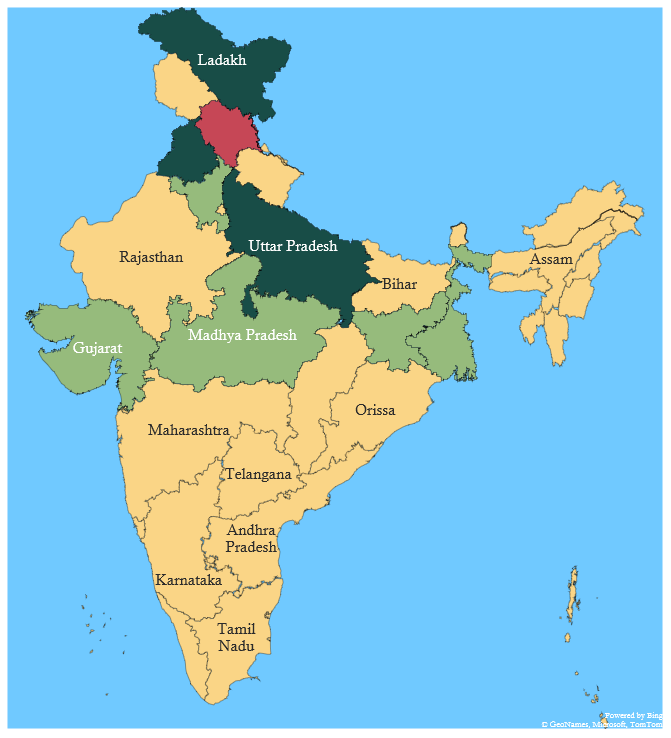 Ladakh
Uttar Pradesh
Rajasthan
Assam
Bihar
Madhya Pradesh
Gujarat
Orissa
Maharashtra
Telangana
Andhra
Pradesh
Karnataka
Tamil
Nadu
Powered by Bing
© GeoNames, Microsoft, TomTom